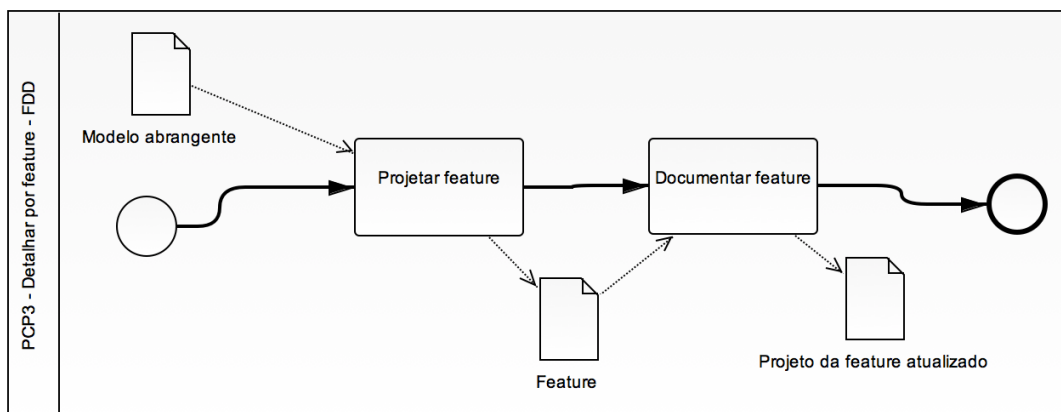 PCP3 - Detalhar por feature - FDD
Modelo abrangente
Projetar feature
Documentar feature
Feature
Projeto da feature atualizado